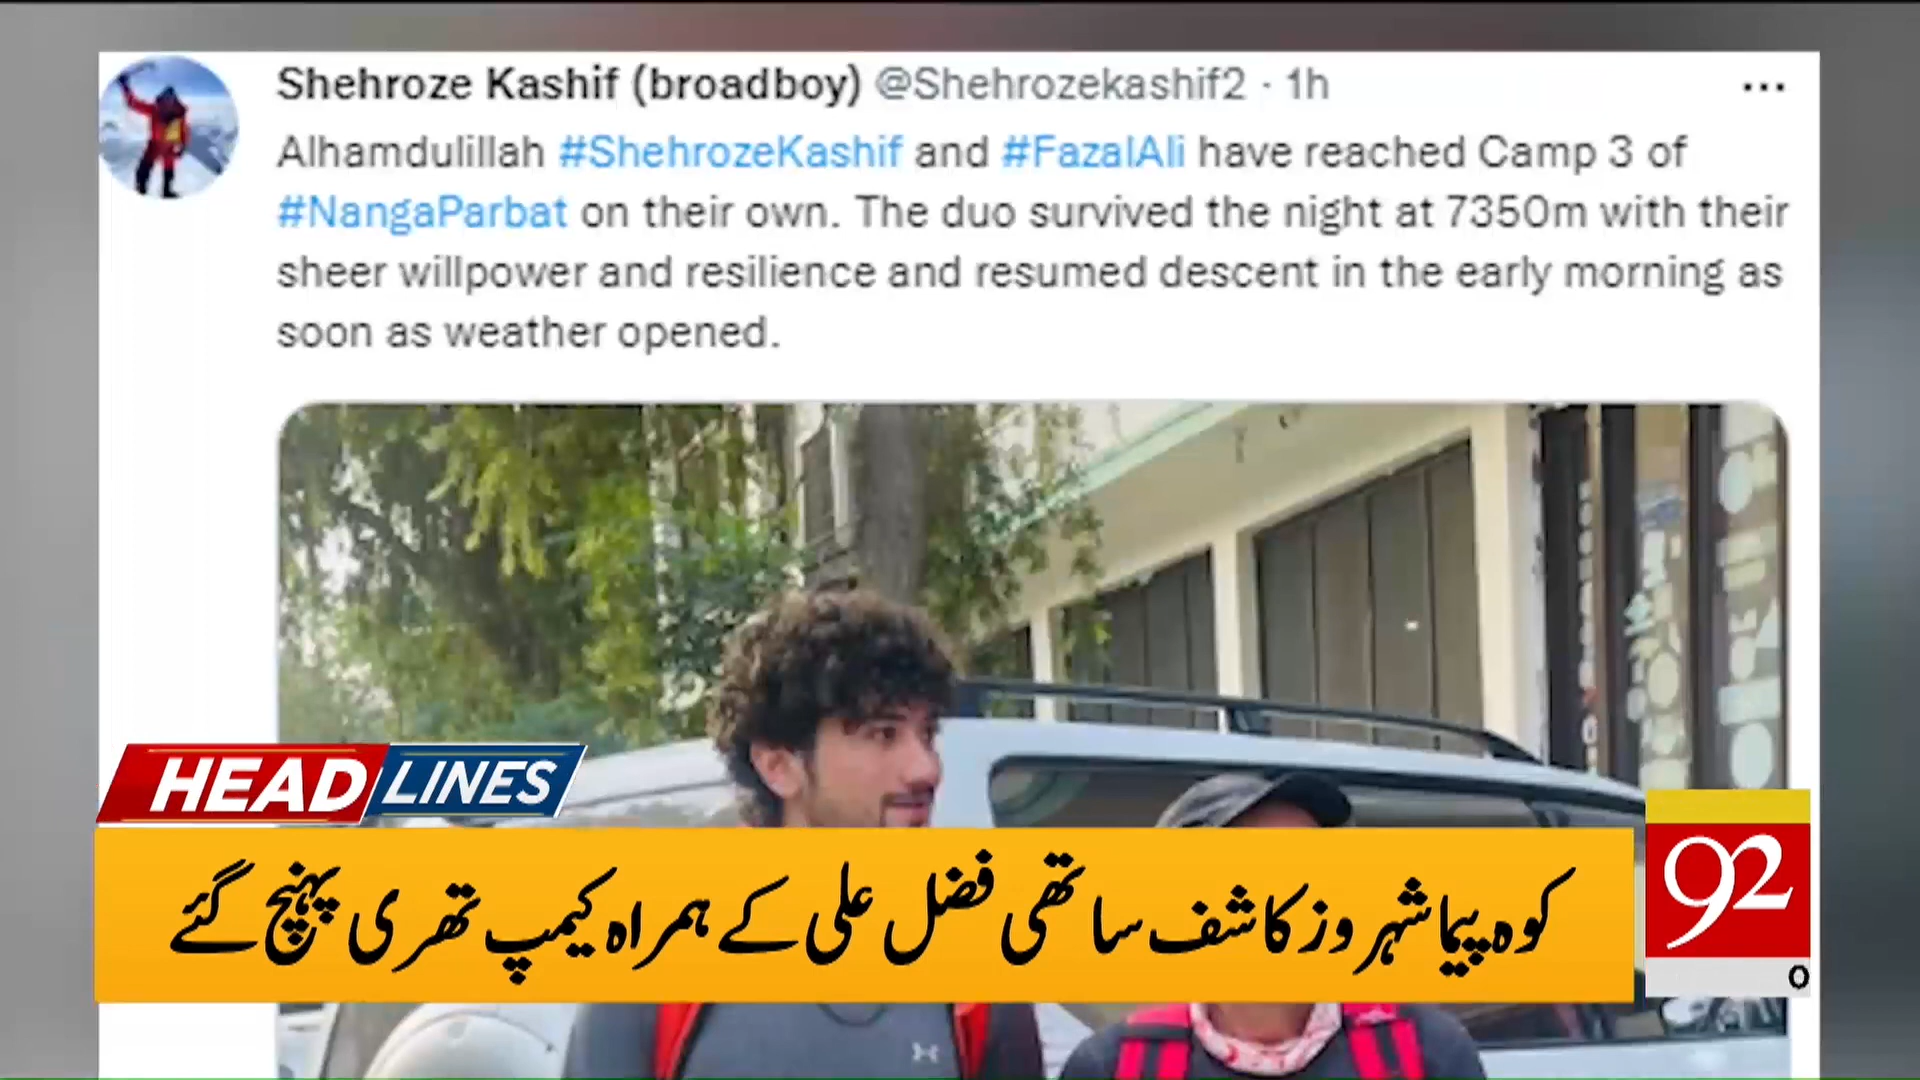 Shehroze Kashif (broadboy) @Shehrozekashif2 · 1h
Alhamdulillah #ShehrozeKashif and #FazalAli have reached Camp 3 of
#NangaParbat on their own. The duo survived the night at 7350m with their
sheer willpower and resilience and resumed descent in the early morning as
soon as weather opened.
HEADLINES
کوہ پیما شہروز کاشف ساتھی فضل علی کے ہمراہ کیمپ تھری پہنچ گئے
92
0